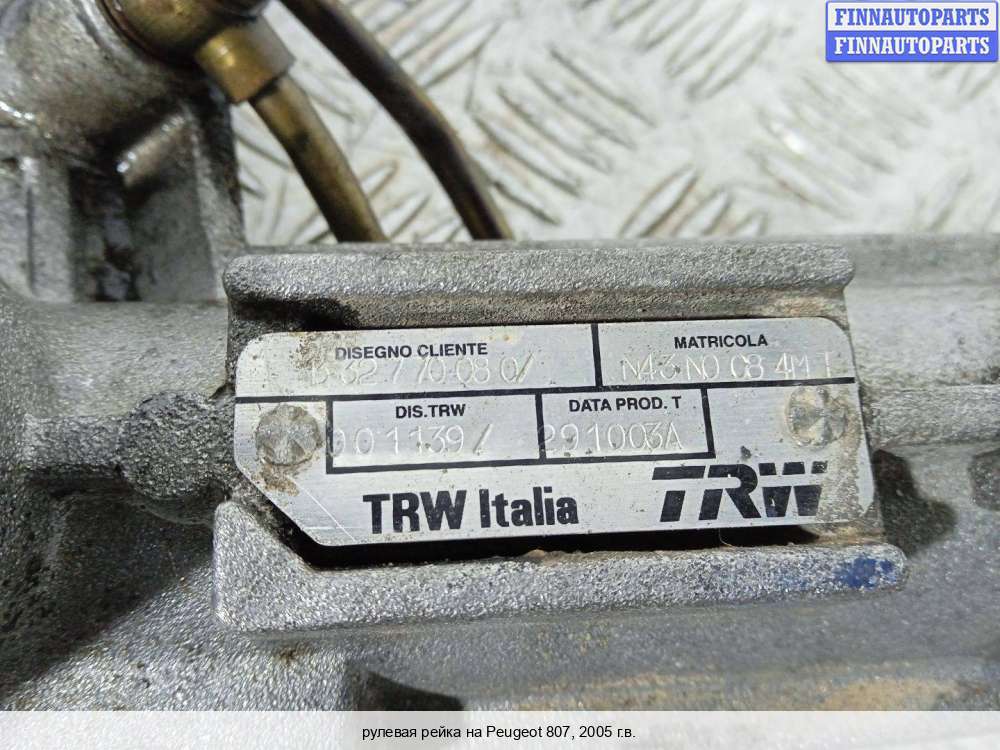 FINNAUTOPARTS
FINNAUTOPARTS
DISEGNO CLIENTE
MATRICOLA
DIS.TRW
DATA PROD. T
001139/
291003A
TRW Italia
TRW
рулевая рейка на Peugeot 807, 2005 г.в.